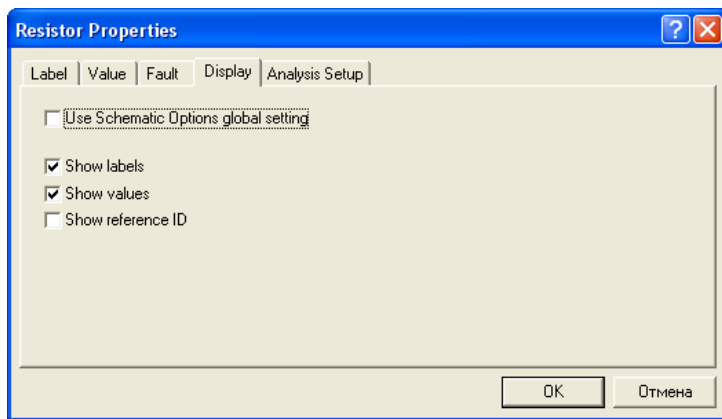 Resistor Properties
Label Value Fault Display Analysis Setup
Use Schematic Options global setting
Show labels
Show values
Show reference ID
OK Отмена